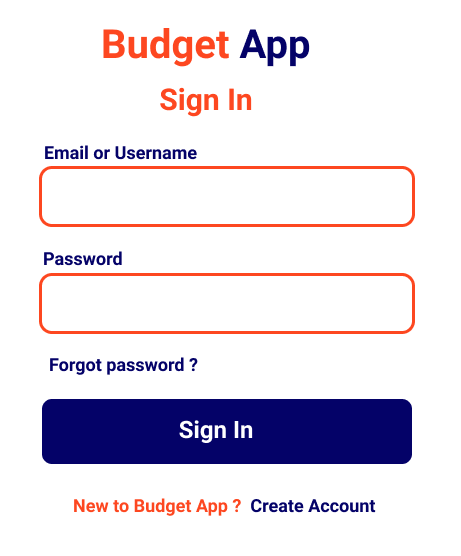 Budget App
Sign In
Email or Username
Password
Forgot password ?
Sign In
New to Budget App ? Create Account